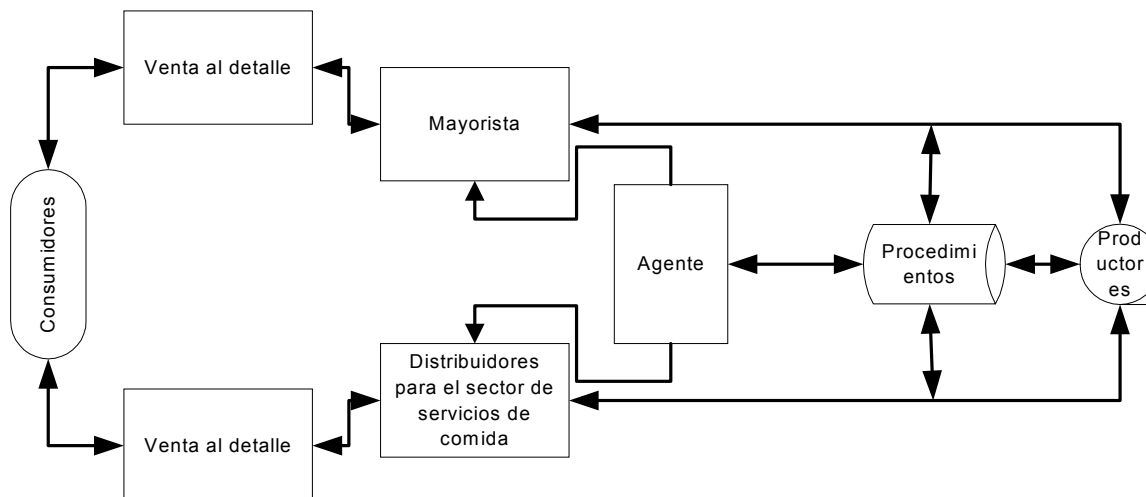 Venta al detalle
Mayorista
Consumidores
Agente
Procedimi
entos
Prod
uctor
es
Distribuidores
para el sector de
servicios de
comida
Venta al detalle